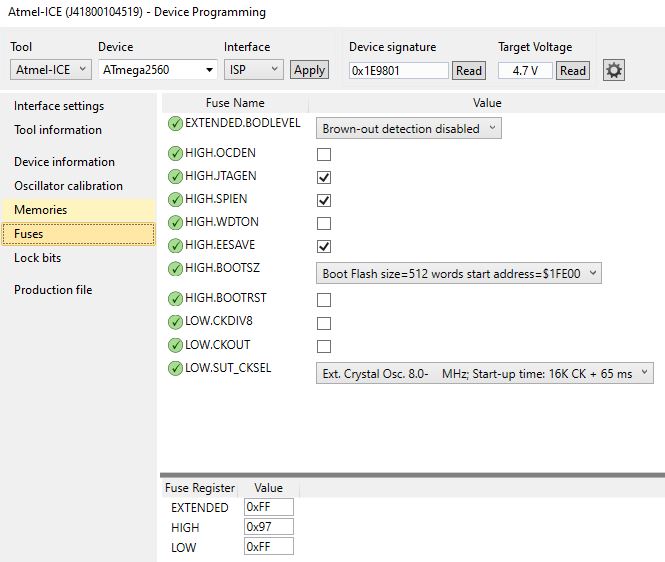 Atmel-ICE (J41800104519) - Device Programming
Tool Device Interface Device signature Target Voltage
Atmel-ICE ATmega2560 ISP Apply 0x1E9801 Read 4.7 V Read
Interface settings
Tool information
Device information
Oscillator calibration
Memories
Fuses
Lock bits
Production file
Fuse Name Value
EXTENDED.BODLEVEL Brown-out detection disabled
HIGH.OCDEN
HIGH.JTAGEN
HIGH.SPIEN
HIGH.WDTON
HIGH.EESAVE
HIGH.BOOTSZ Boot Flash size=512 words start address=$1FE00
HIGH.BOOTRST
LOW.CKDIV8
LOW.CKOUT
LOW.SUT_CKSEL Ext. Crystal Osc. 8.0- MHz; Start-up time: 16K CK + 65 ms
Fuse Register Value
EXTENDED 0xFF
HIGH 0x97
LOW 0xFF